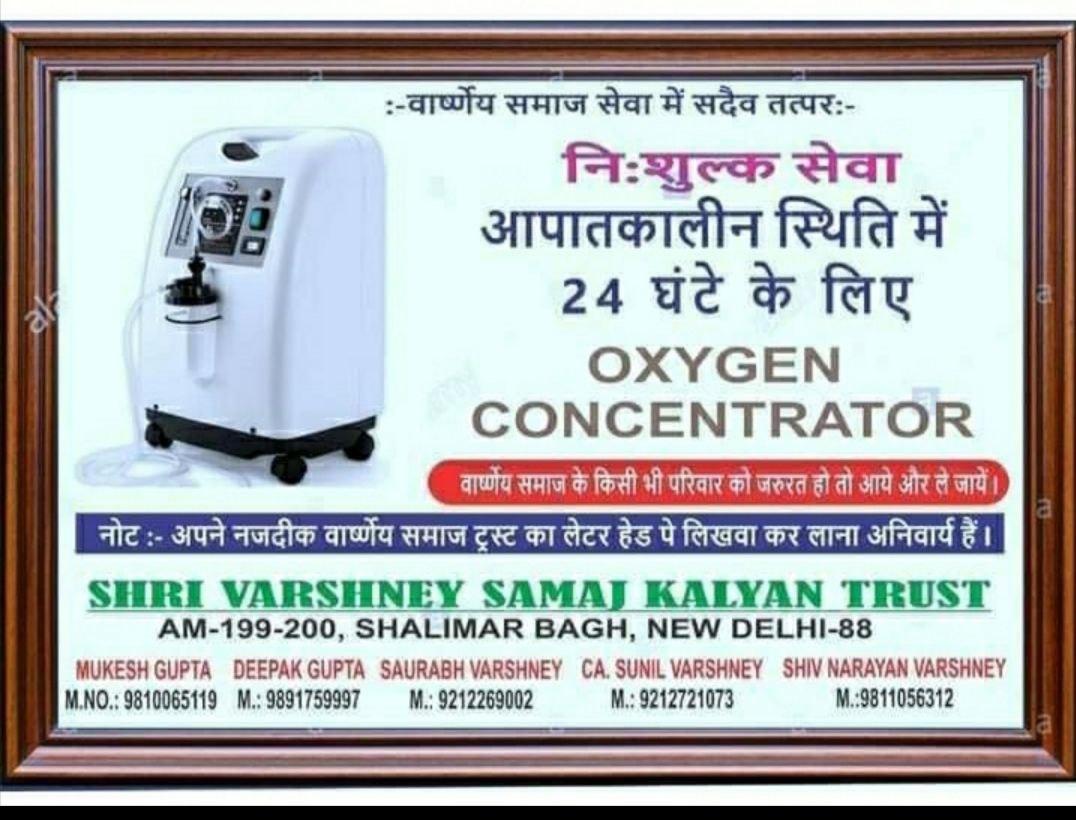 :-वार्ष्णेय समाज सेवा में सदैव तत्पर:-
नि:शुल्क सेवा
आपातकालीन स्थिति में
24 घंटे के लिए
OXYGEN
CONCENTRATOR
वार्ष्णेय समाज के किसी भी परिवार को जरुरत हो तो आये और ले जायें।
नोट :- अपने नजदीक वार्ष्णेय समाज ट्रस्ट का लेटर हेड पे लिखवा कर लाना अनिवार्य हैं।
SHRI VARSHNEY SAMAJ KALYAN TRUST
AM-199-200, SHALIMAR BAGH, NEW DELHI-88
MUKESH GUPTA DEEPAK GUPTA SAURABH VARSHNEY CA. SUNIL VARSHNEY SHIV NARAYAN VARSHNEY
M.NO.: 9810065119 M.: 9891759997 M.: 9212269002 M.: 9212721073 M.:9811056312